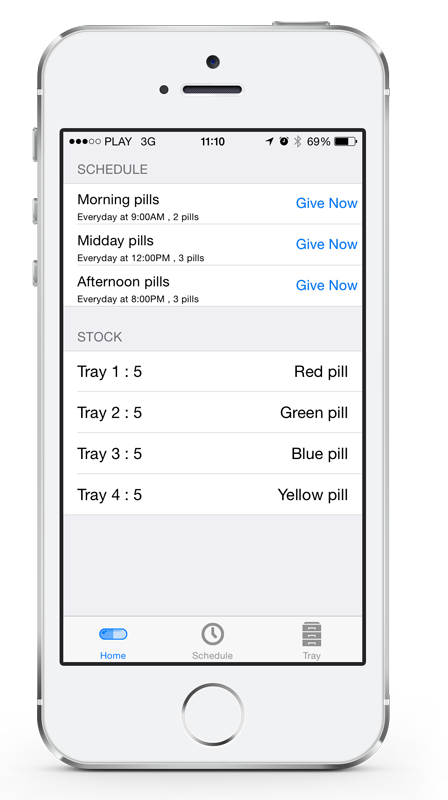 PLAY 3G 11:10 69%
SCHEDULE
Morning pills
Everyday at 9:00AM , 2 pills
Give Now
Midday pills
Everyday at 12:00PM , 3 pills
Give Now
Afternoon pills
Everyday at 8:00PM , 3 pills
Give Now
STOCK
Tray 1 : 5 Red pill
Tray 2 : 5 Green pill
Tray 3 : 5 Blue pill
Tray 4 : 5 Yellow pill
Home Schedule Tray